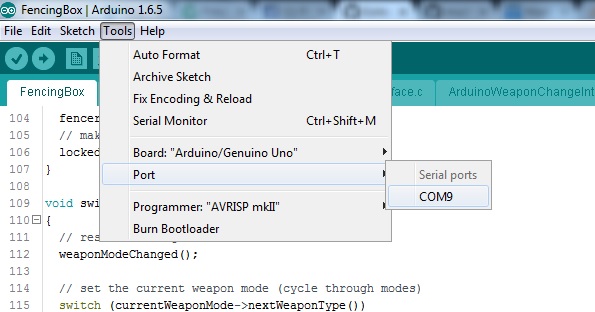 FencingBox | Arduino 1.6.5
File Edit Sketch Tools Help
Auto Format Ctrl+T
Archive Sketch
Fix Encoding & Reload
Serial Monitor Ctrl+Shift+M
Board: "Arduino/Genuino Uno"
Port
Serial ports
COM9
Programmer: "AVRISP mkII"
Burn Bootloader
FencingBox
rface.c
ArduinoWeaponChangeInt
104 fencer
105 // mak
106 locked
107 }
108
109 void swi
110 {
111 // res
112 weaponModeChanged();
113
114 // set the current weapon mode (cycle through modes)
115 switch (currentWeaponMode->nextWeaponType())